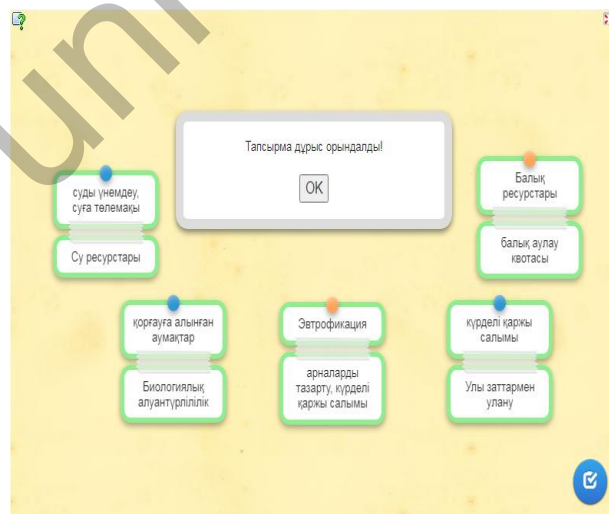 Тапсырма дұрыс орындалды!
OK
суды үнемдеу,
суға төлемақы
Су ресурстары
Балық
ресурстары
балық аулау
квотасы
қорғауға алынған
аумақтар
Биологиялық
алуантүрлілілік
Эвтрофикация
арналарды
тазарту, күрделі
қаржы салымы
күрделі қаржы
салымы
Улы заттармен
улану